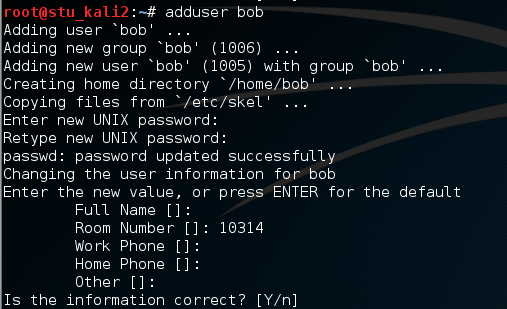 root@stu_kali2:~# adduser bob
Adding user `bob' ...
Adding new group `bob' (1006) ...
Adding new user `bob' (1005) with group `bob' ...
Creating home directory `/home/bob' ...
Copying files from `/etc/skel' ...
Enter new UNIX password:
Retype new UNIX password:
passwd: password updated successfully
Changing the user information for bob
Enter the new value, or press ENTER for the default
Full Name []:
Room Number []: 10314
Work Phone []:
Home Phone []:
Other []:
Is the information correct? [Y/n]